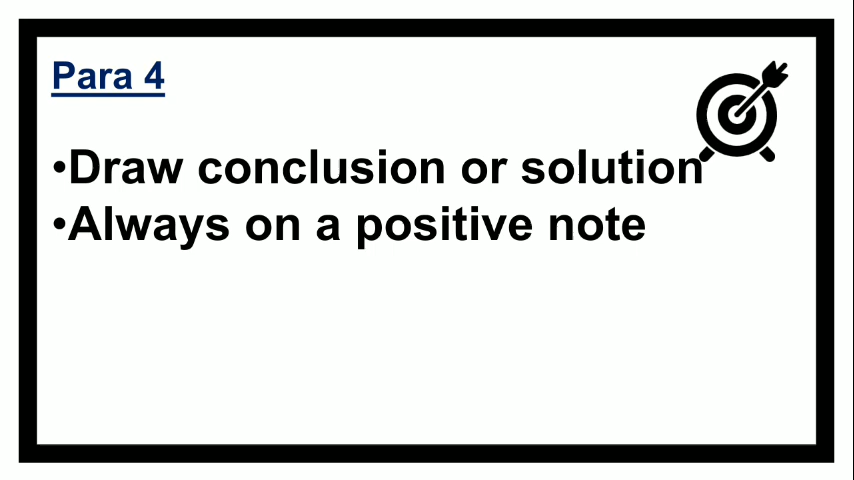 Para 4
•Draw conclusion or solution
•Always on a positive note